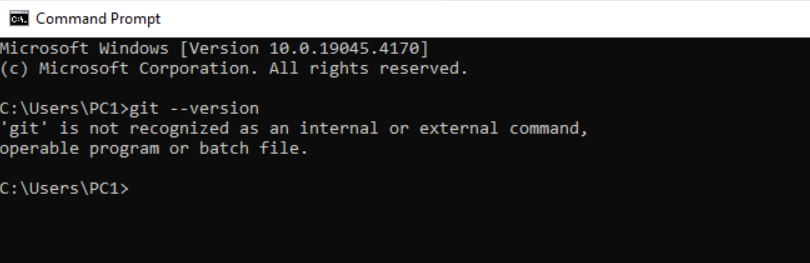 Command Prompt
Microsoft Windows [Version 10.0.19045.4170]
(c) Microsoft Corporation. All rights reserved.
C:\Users\PC1>git --version
'git' is not recognized as an internal or external command,
operable program or batch file.
C:\Users\PC1>